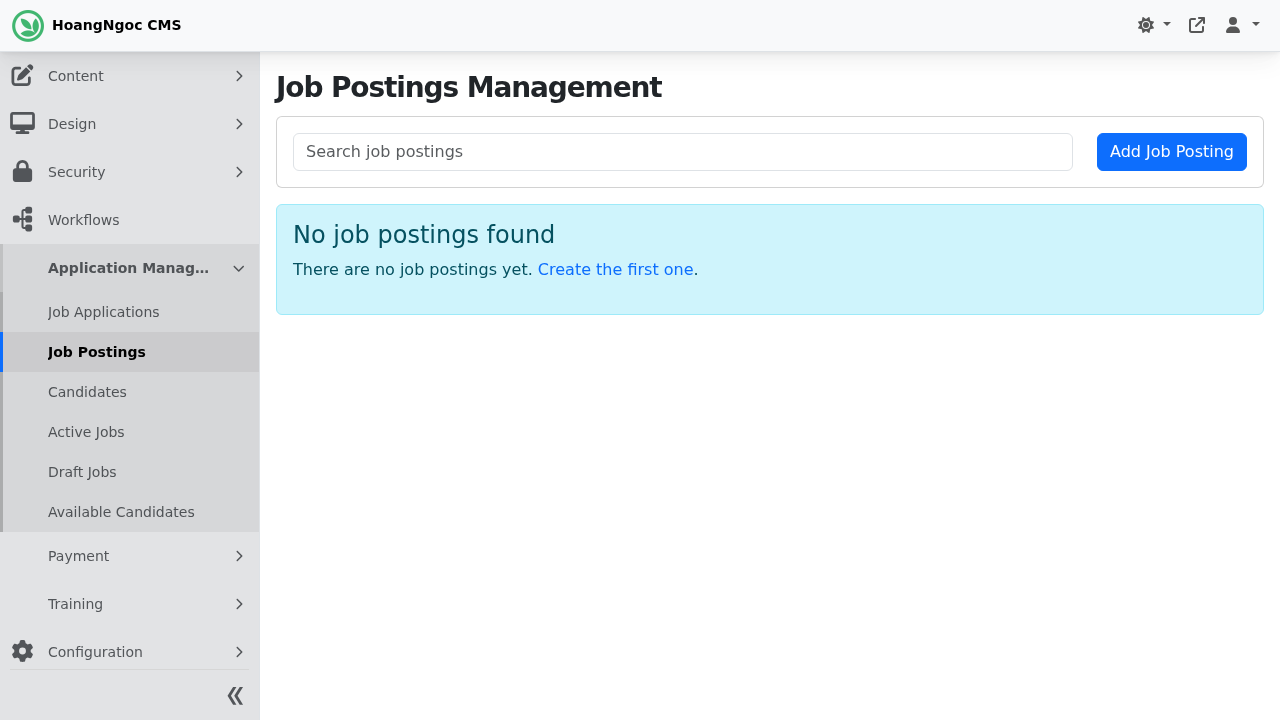 HoangNgoc CMS
Content
Design
Security
Workflows
Application Manag...
Job Applications
Job Postings
Candidates
Active Jobs
Draft Jobs
Available Candidates
Payment
Training
Configuration
Job Postings Management
Search job postings
Add Job Posting
No job postings found
There are no job postings yet. Create the first one.